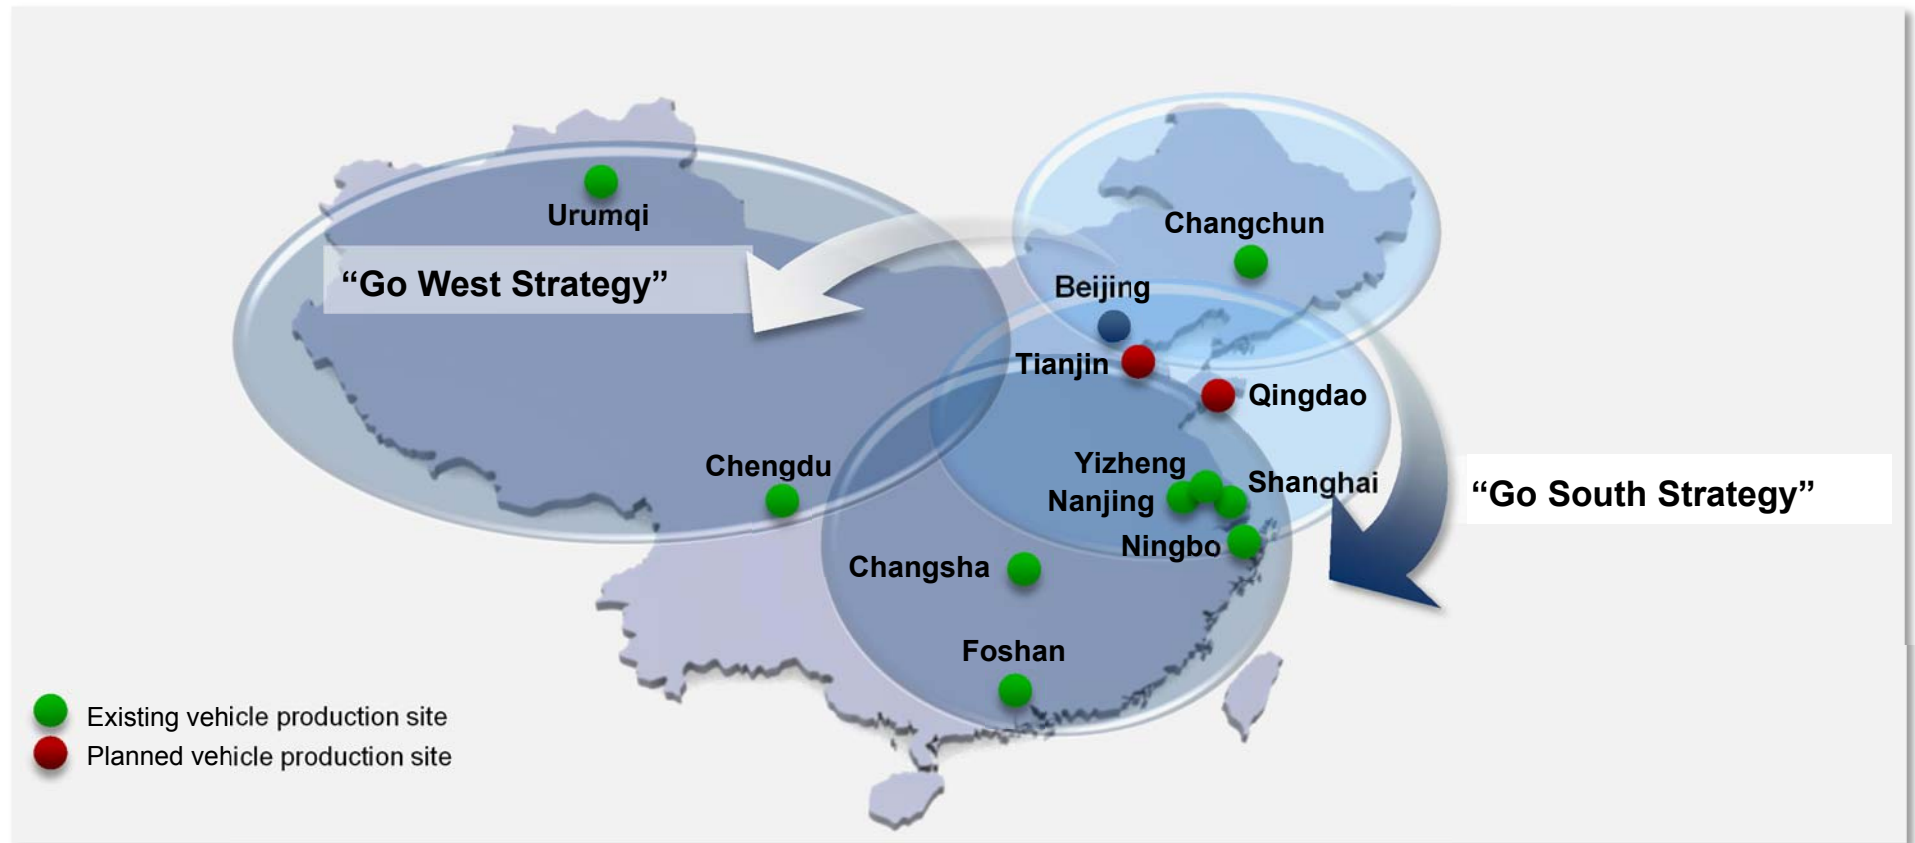 Urumqi
Changchun
“Go West Strategy”
Beijing
Tianjin
Qingdao
Chengdu
Yizheng
Shanghai
Nanjing
“Go South Strategy”
Ningbo
Changsha
Foshan
Existing vehicle production site
Planned vehicle production site